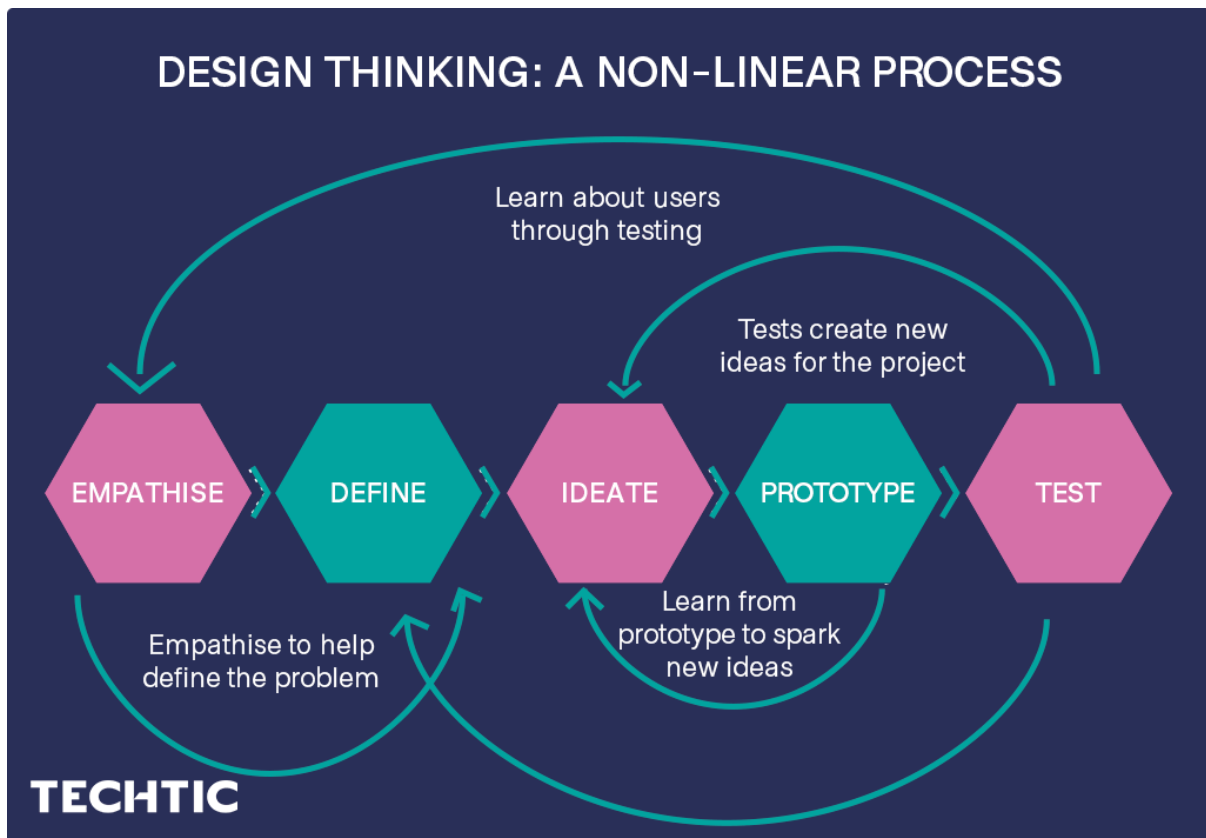 DESIGN THINKING: A NON-LINEAR PROCESS
Learn about users
through testing
Tests create new
ideas for the project
EMPATHISE
DEFINE
IDEATE
PROTOTYPE
TEST
Empathise to help
define the problem
Learn from
prototype to spark
new ideas
TECHTIC